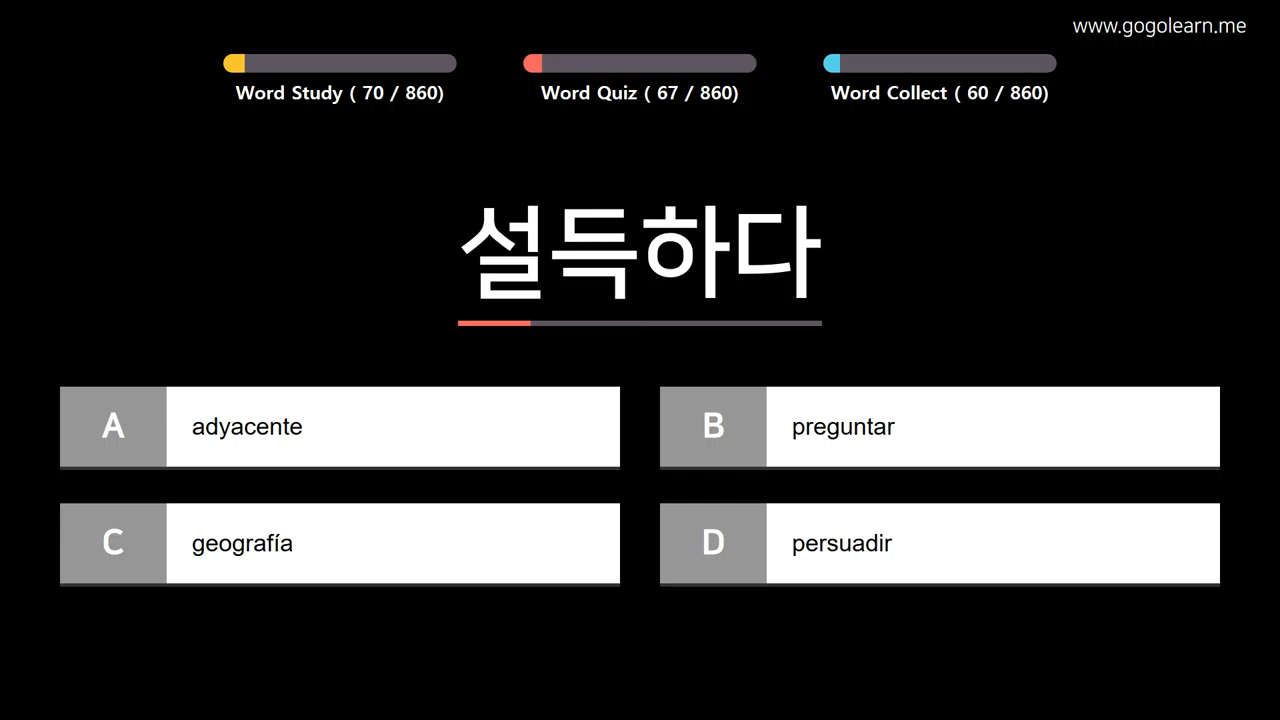 www.gogolearn.me
Word Study ( 70 / 860)
Word Quiz ( 67 / 860)
Word Collect ( 60 / 860)
설득하다
A adyacente
B preguntar
C geografía
D persuadir